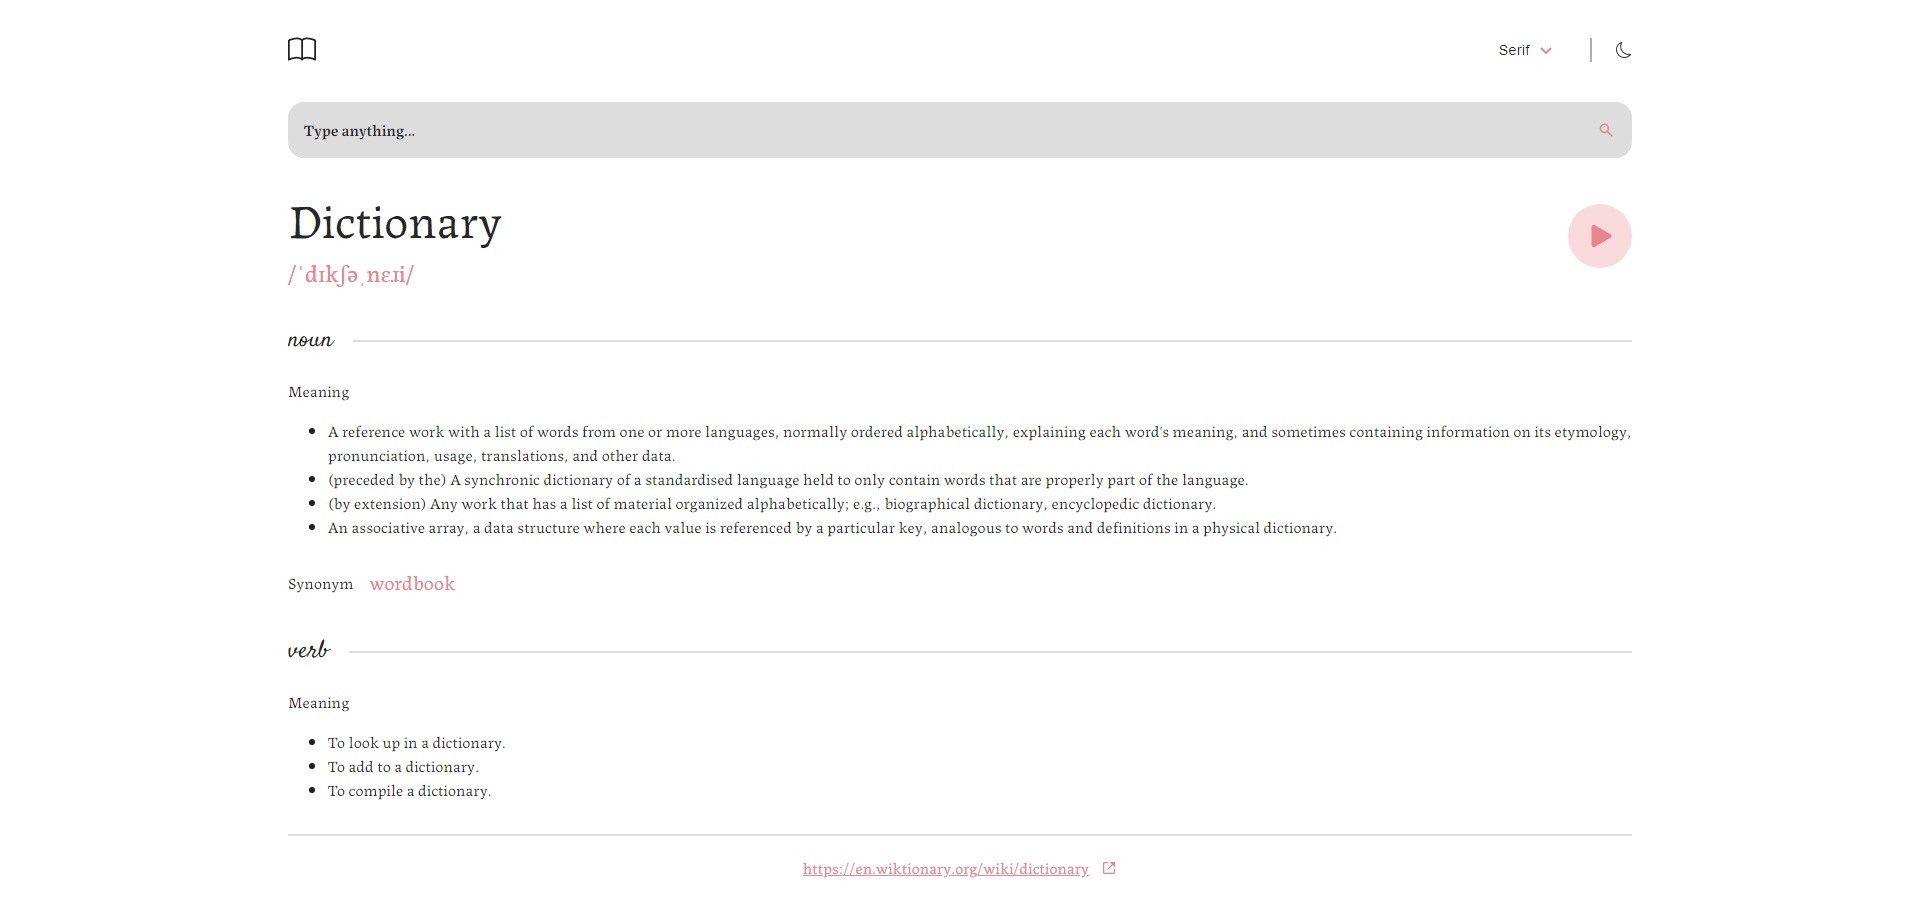 Serif
Type anything...
Dictionary
/ˈdɪkʃəˌnɛɹi/
noun
Meaning
A reference work with a list of words from one or more languages, normally ordered alphabetically, explaining each word's meaning, and sometimes containing information on its etymology,
pronunciation, usage, translations, and other data.
(preceded by the) A synchronic dictionary of a standardised language held to only contain words that are properly part of the language.
(by extension) Any work that has a list of material organized alphabetically; e.g., biographical dictionary, encyclopedic dictionary.
An associative array, a data structure where each value is referenced by a particular key, analogous to words and definitions in a physical dictionary.
Synonym wordbook
verb
Meaning
To look up in a dictionary.
To add to a dictionary.
To compile a dictionary.
https://en.wiktionary.org/wiki/dictionary